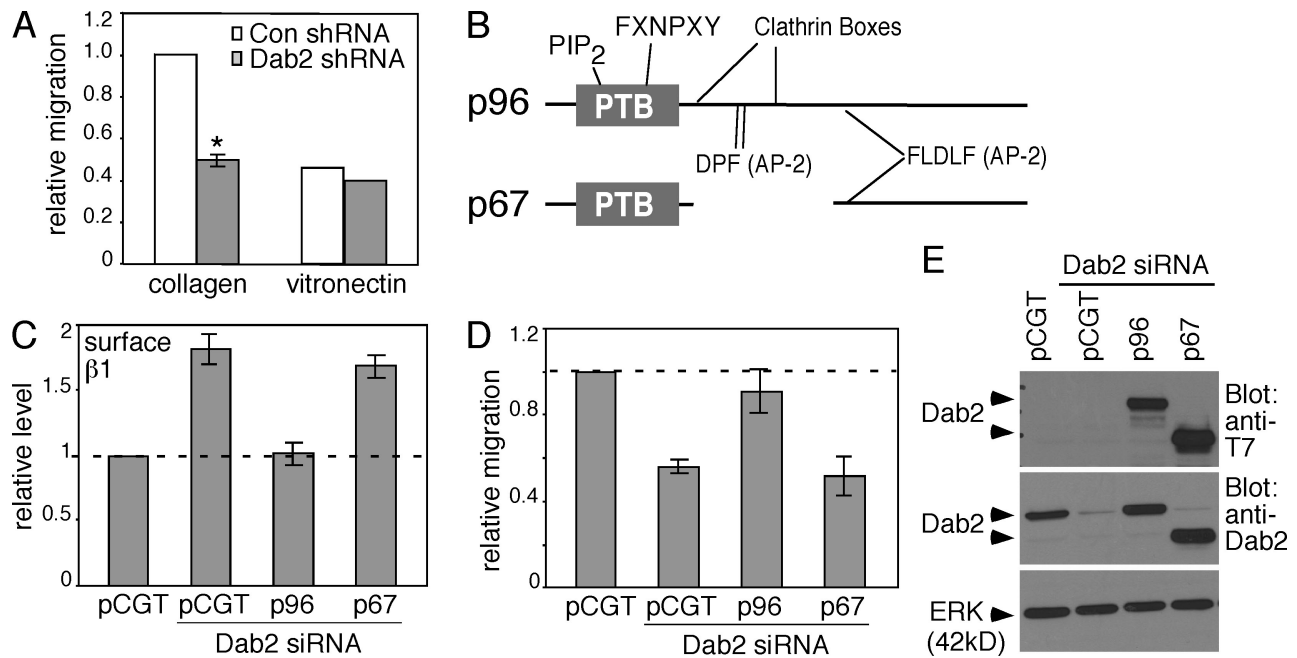 A
relative migration
1.2
1.0
0.8
0.6
0.4
0.2
0
Con shRNA
Dab2 shRNA
*
collagen vitronectin
B
PIP2
FXNPXY
Clathrin Boxes
p96
PTB
DPF (AP-2)
FLDLF (AP-2)
p67
PTB
C
relative level
2
1.5
1
0.5
0
surface
β1
pCGT pCGT p96 p67
Dab2 siRNA
D
relative migration
1.2
0.8
0.4
0
pCGT pCGT p96 p67
Dab2 siRNA
E
Dab2 siRNA
pCGT pCGT p96 p67
Dab2
Blot:
anti-
T7
Dab2
Blot:
anti-
Dab2
ERK
(42kD)